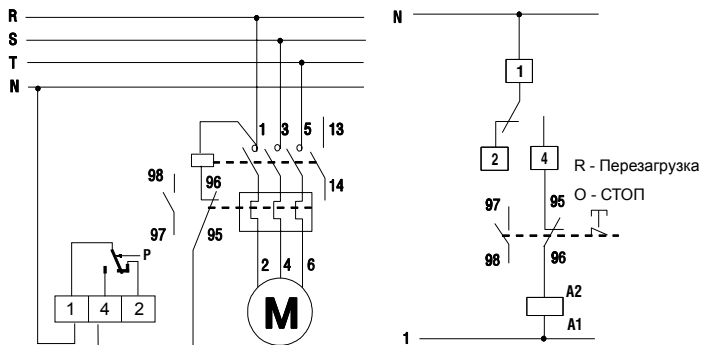 R
S
T
N
1 3 5 13
14
98
96
97
95
P
2 4 6
1 4 2
M
N
1
2 4
R - Перезагрузка
О - СТОП
97 95
98 96
A2
A1
1